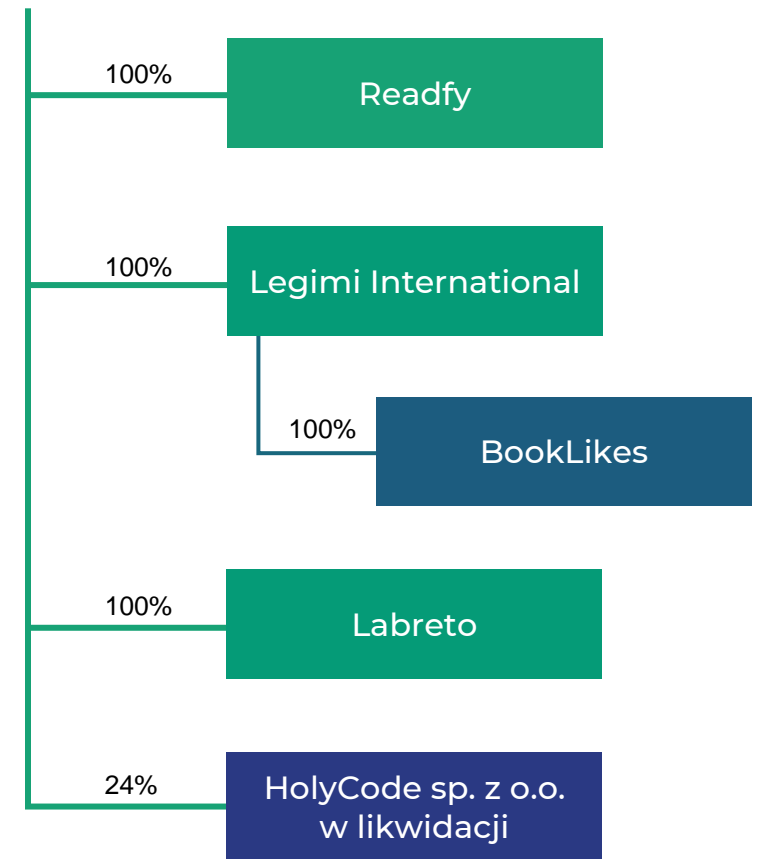 100%
Readfy
100%
Legimi International
100%
BookLikes
100%
Labreto
24%
HolyCode sp. z o.o.
w likwidacji